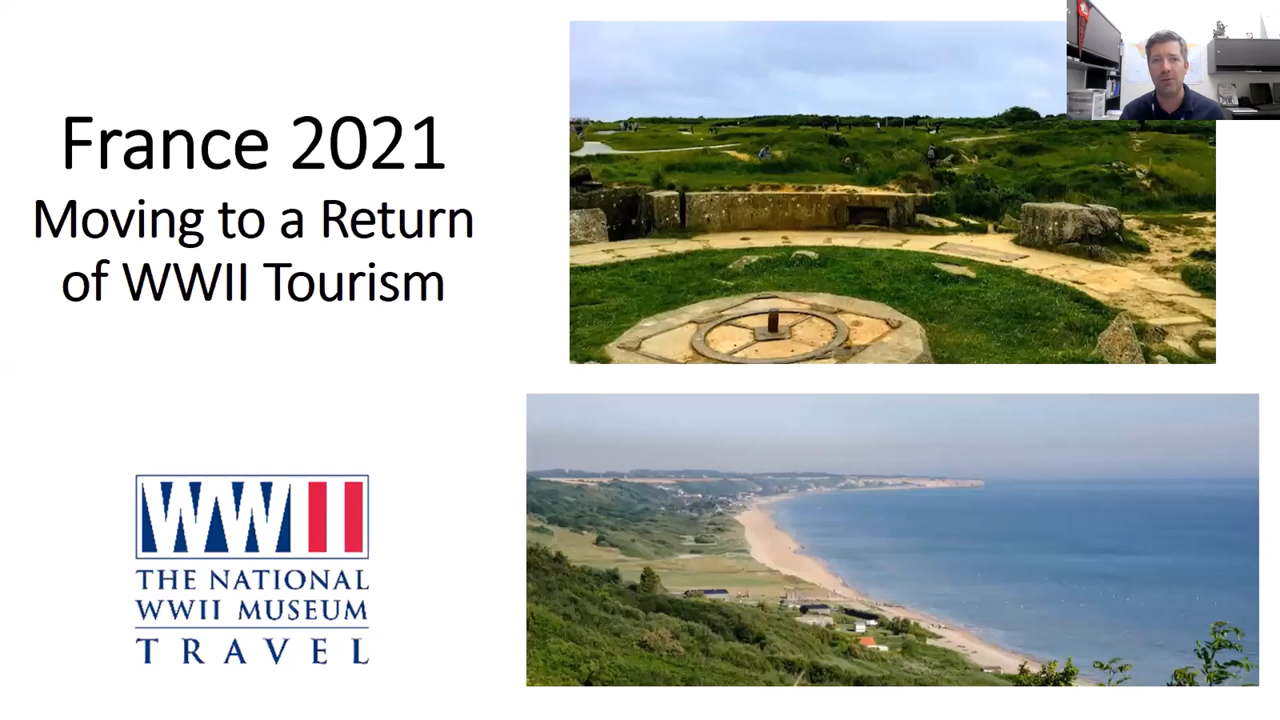 France 2021
Moving to a Return
of WWII Tourism
WWII
THE NATIONAL
WWII MUSEUM
TRAVEL